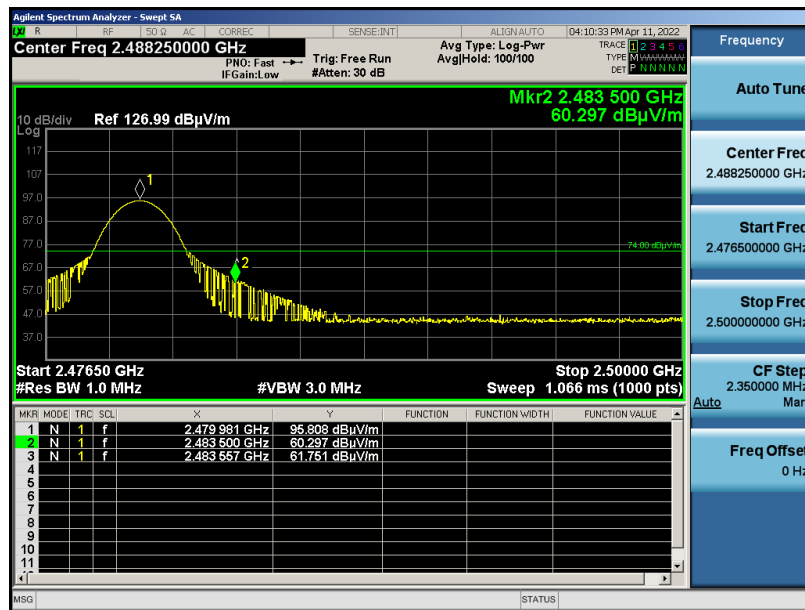 Agilent Spectrum Analyzer - Swept SA
LXI R RF 50 Ω AC CORREC SENSE:INT ALIGN AUTO 04:10:33 PM Apr 11, 2022
Center Freq 2.488250000 GHz
PNO: Fast
IFGain:Low
Trig: Free Run
#Atten: 30 dB
Avg Type: Log-Pwr
Avg|Hold: 100/100
TRACE 1 2 3 4 5 6
TYPE M
DET P N N N N N
Mkr2 2.483 500 GHz
60.297 dBµV/m
10 dB/div Ref 126.99 dBµV/m
Log
117
107
97.0
87.0
77.0
67.0
57.0
47.0
37.0
1
2
74.00 dBµV/m
Start 2.47650 GHz Stop 2.50000 GHz
#Res BW 1.0 MHz #VBW 3.0 MHz Sweep 1.066 ms (1000 pts)
MKR MODE TRC SCL X Y FUNCTION FUNCTION WIDTH FUNCTION VALUE
1 N 1 f 2.479 981 GHz 95.808 dBµV/m
2 N 1 f 2.483 500 GHz 60.297 dBµV/m
3 N 1 f 2.483 557 GHz 61.751 dBµV/m
4
5
6
7
8
9
10
11
MSG STATUS
Frequency
Auto Tune
Center Freq
2.488250000 GHz
Start Freq
2.476500000 GHz
Stop Freq
2.500000000 GHz
CF Step
2.350000 MHz
Auto Man
Freq Offset
0 Hz